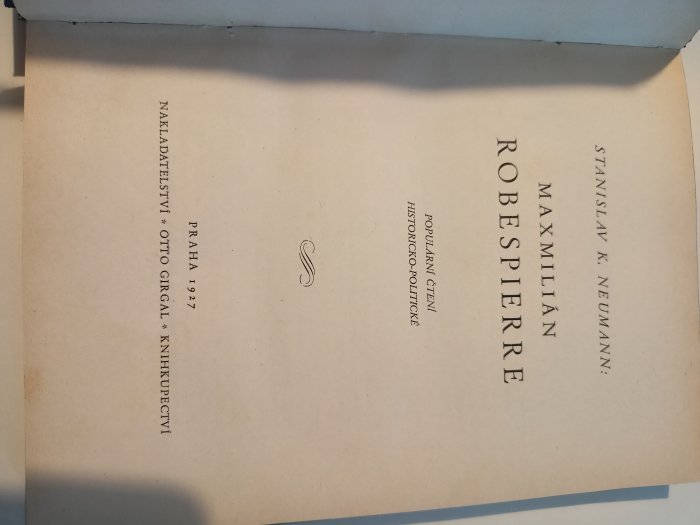 STANISLAV K. NEUMANN:
MAXMILIÁN
ROBESPIERRE
POPULÁRNÍ ČTENÍ
HISTORICKO-POLITICKÉ
PRAHA 1927
NAKLADATELSTVÍ * OTTO GIRGAL * KNIHKUPECTVÍ